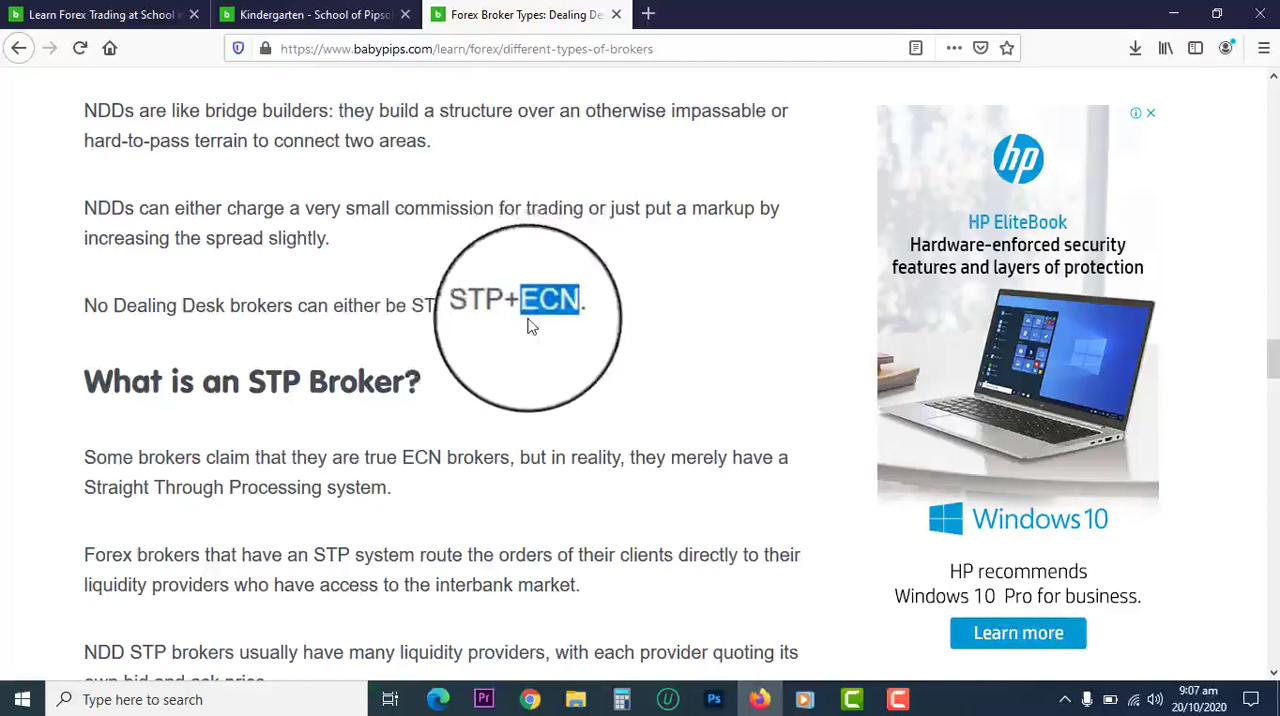 Learn Forex Trading at School
Kindergarten - School of Pipsol
Forex Broker Types: Dealing De
https://www.babypips.com/learn/forex/different-types-of-brokers
NDDs are like bridge builders: they build a structure over an otherwise impassable or
hard-to-pass terrain to connect two areas.
NDDs can either charge a very small commission for trading or just put a markup by
increasing the spread slightly.
No Dealing Desk brokers can either be ST
STP+ECN.
What is an STP Broker?
Some brokers claim that they are true ECN brokers, but in reality, they merely have a
Straight Through Processing system.
Forex brokers that have an STP system route the orders of their clients directly to their
liquidity providers who have access to the interbank market.
NDD STP brokers usually have many liquidity providers, with each provider quoting its
own bid and ask price
hp
HP EliteBook
Hardware-enforced security
features and layers of protection
Windows 10
HP recommends
Windows 10 Pro for business.
Learn more
Type here to search
Pr
Ps
9:07 am
20/10/2020